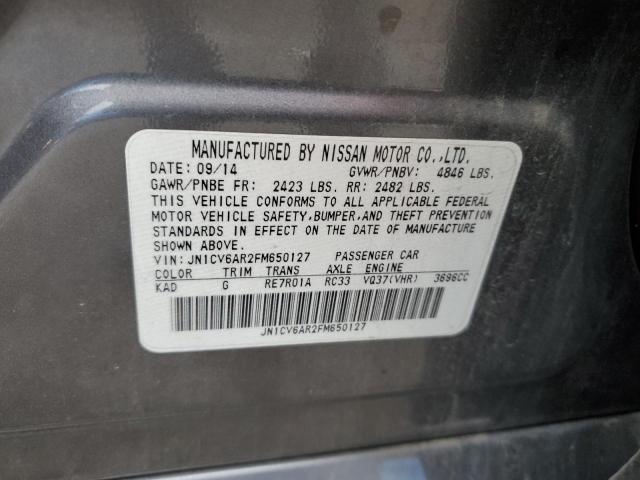 MANUFACTURED BY NISSAN MOTOR CO.,LTD.
DATE: 09/14 GVWR/PNBV: 4846 LBS.
GAWR/PNBE FR: 2423 LBS. RR: 2482 LBS.
THIS VEHICLE CONFORMS TO ALL APPLICABLE FEDERAL
MOTOR VEHICLE SAFETY,BUMPER,AND THEFT PREVENTION
STANDARDS IN EFFECT ON THE DATE OF MANUFACTURE
SHOWN ABOVE.
VIN: JN1CV6AR2FM650127 PASSENGER CAR
COLOR TRIM TRANS AXLE ENGINE
KAD G RE7R01A RC33 VQ37(VHR) 3696CC
JN1CV6AR2FM650127